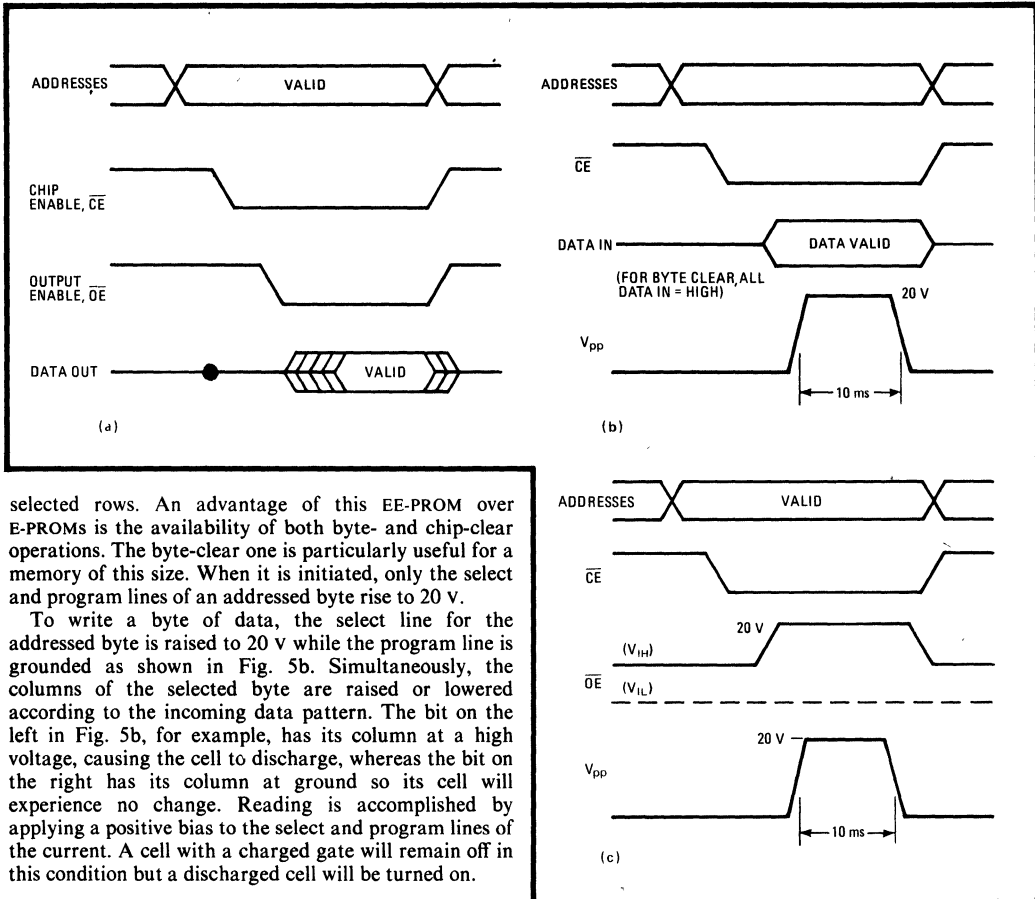 ADDRESSES
VALID
CHIP
ENABLE, CE
OUTPUT
ENABLE, OE
DATA OUT
VALID
(a)
ADDRESSES
CE
DATA IN
DATA VALID
(FOR BYTE CLEAR, ALL
DATA IN = HIGH)
20 V
Vpp
10 ms
(b)
selected rows. An advantage of this EE-PROM over
E-PROMs is the availability of both byte- and chip-clear
operations. The byte-clear one is particularly useful for a
memory of this size. When it is initiated, only the select
and program lines of an addressed byte rise to 20 V.
To write a byte of data, the select line for the
addressed byte is raised to 20 V while the program line is
grounded as shown in Fig. 5b. Simultaneously, the
columns of the selected byte are raised or lowered
according to the incoming data pattern. The bit on the
left in Fig. 5b, for example, has its column at a high
voltage, causing the cell to discharge, whereas the bit on
the right has its column at ground so its cell will
experience no change. Reading is accomplished by
applying a positive bias to the select and program lines of
the current. A cell with a charged gate will remain off in
this condition but a discharged cell will be turned on.
ADDRESSES
VALID
CE
20 V
(VIH)
OE
(VIL)
20 V
Vpp
10 ms
(c)